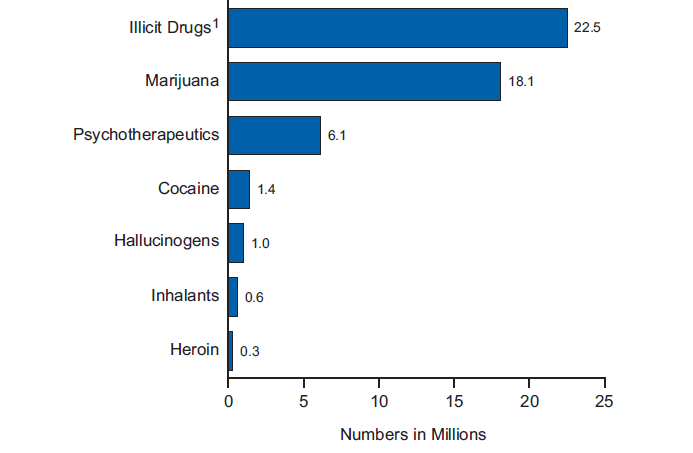 Illicit Drugs1 22.5
Marijuana 18.1
Psychotherapeutics 6.1
Cocaine 1.4
Hallucinogens 1.0
Inhalants 0.6
Heroin 0.3
0 5 10 15 20 25
Numbers in Millions